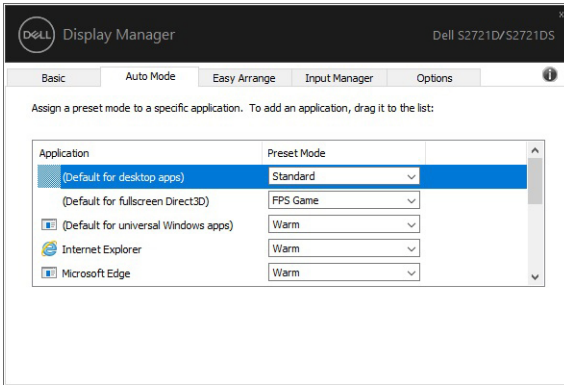 DELL Display Manager
Dell S2721D/S2721DS
Basic Auto Mode Easy Arrange Input Manager Options
Assign a preset mode to a specific application. To add an application, drag it to the list:
Application Preset Mode
(Default for desktop apps) Standard
(Default for fullscreen Direct3D) FPS Game
(Default for universal Windows apps) Warm
Internet Explorer Warm
Microsoft Edge Warm